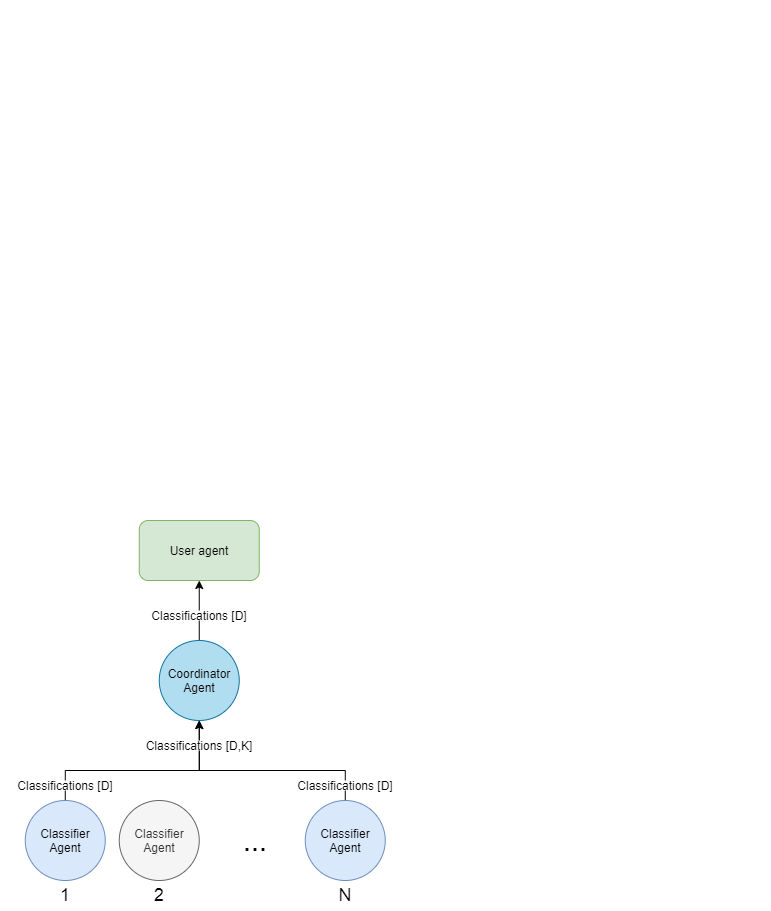 User agent
Classifications [D]
Coordinator
Agent
Classifications [D,K]
Classifications [D]
Classifications [D]
Classifier
Agent
Classifier
Agent
...
Classifier
Agent
1
2
N